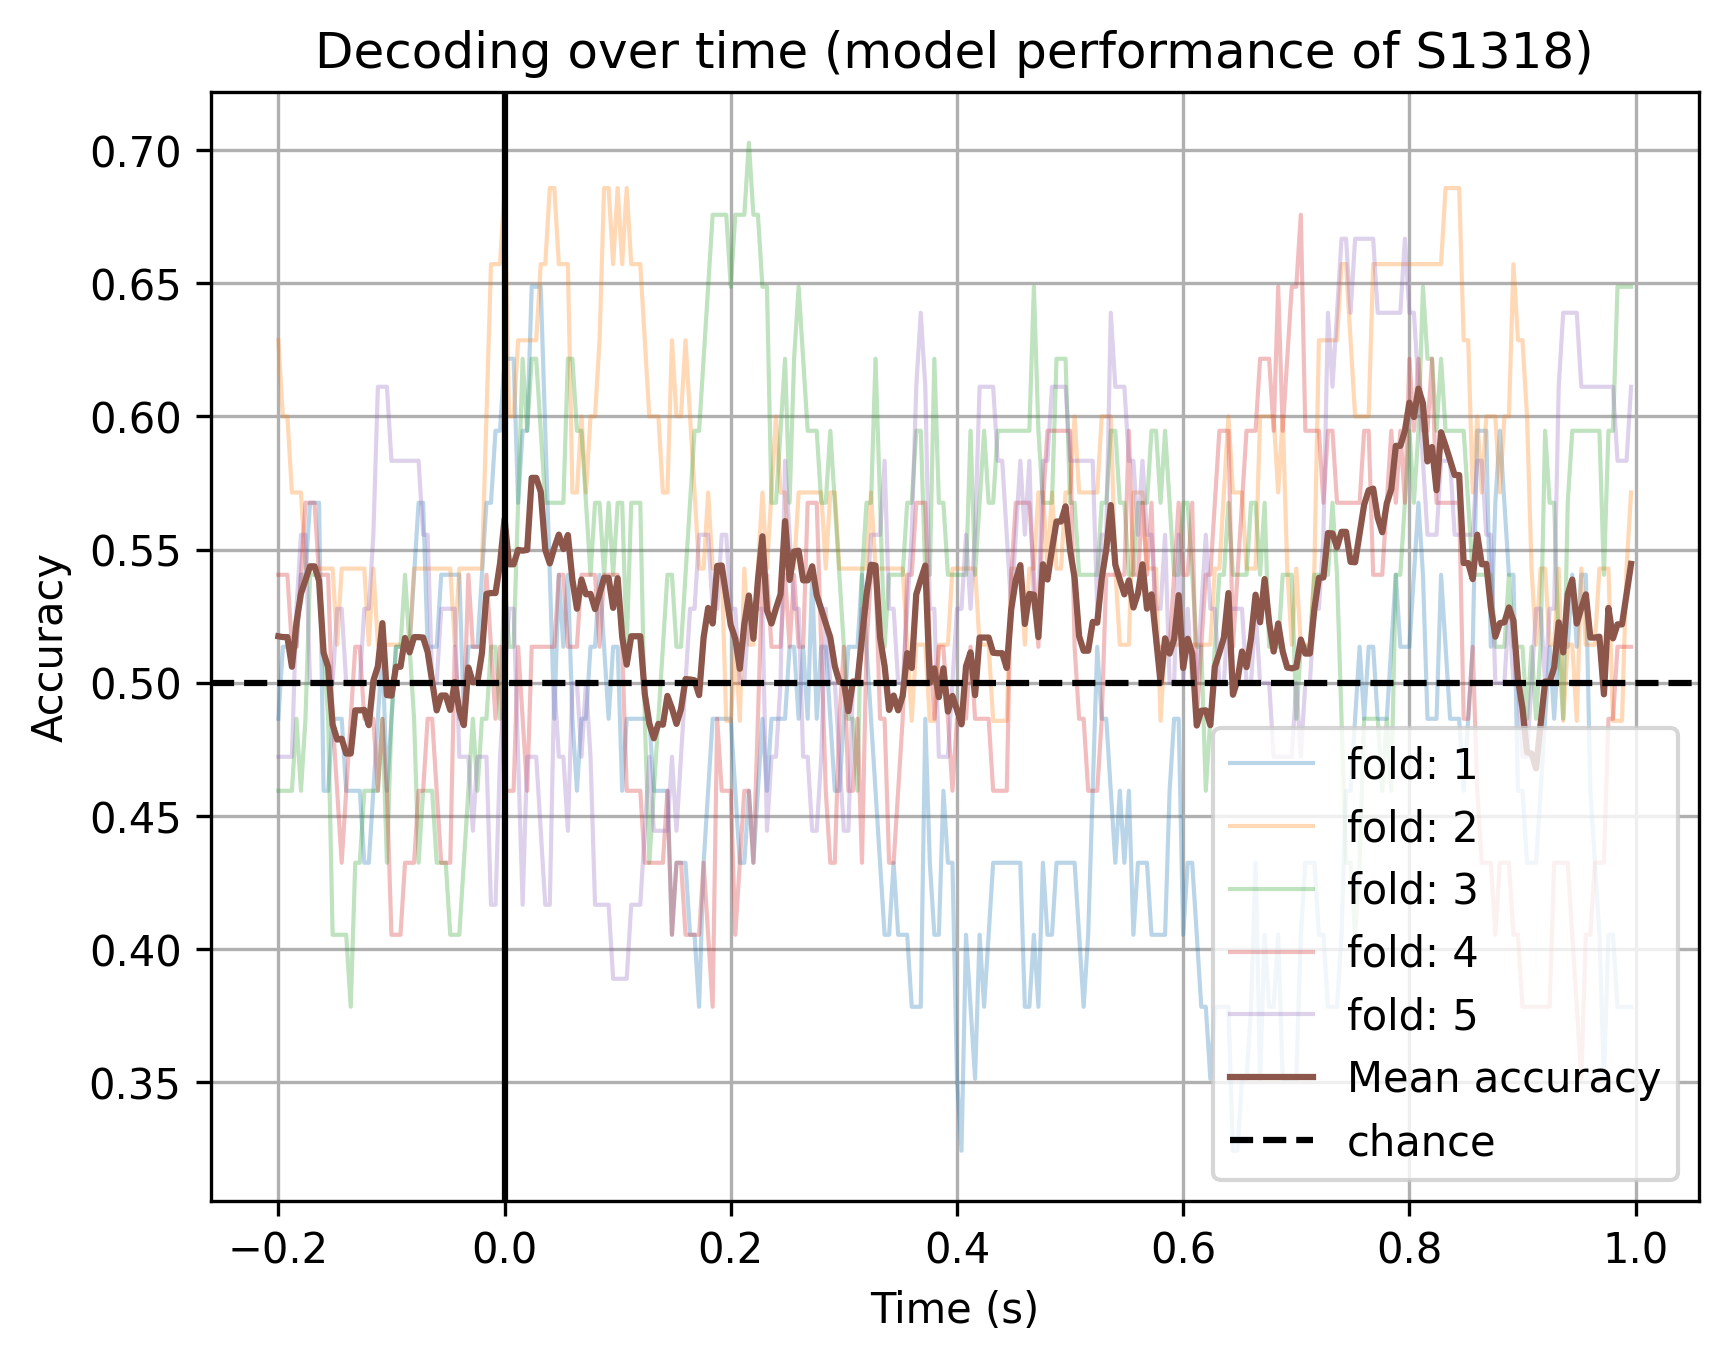 Decoding over time (model performance of S1318)
Accuracy
0.70
0.65
0.60
0.55
0.50
0.45
0.40
0.35
fold: 1
fold: 2
fold: 3
fold: 4
fold: 5
Mean accuracy
chance
−0.2 0.0 0.2 0.4 0.6 0.8 1.0
Time (s)